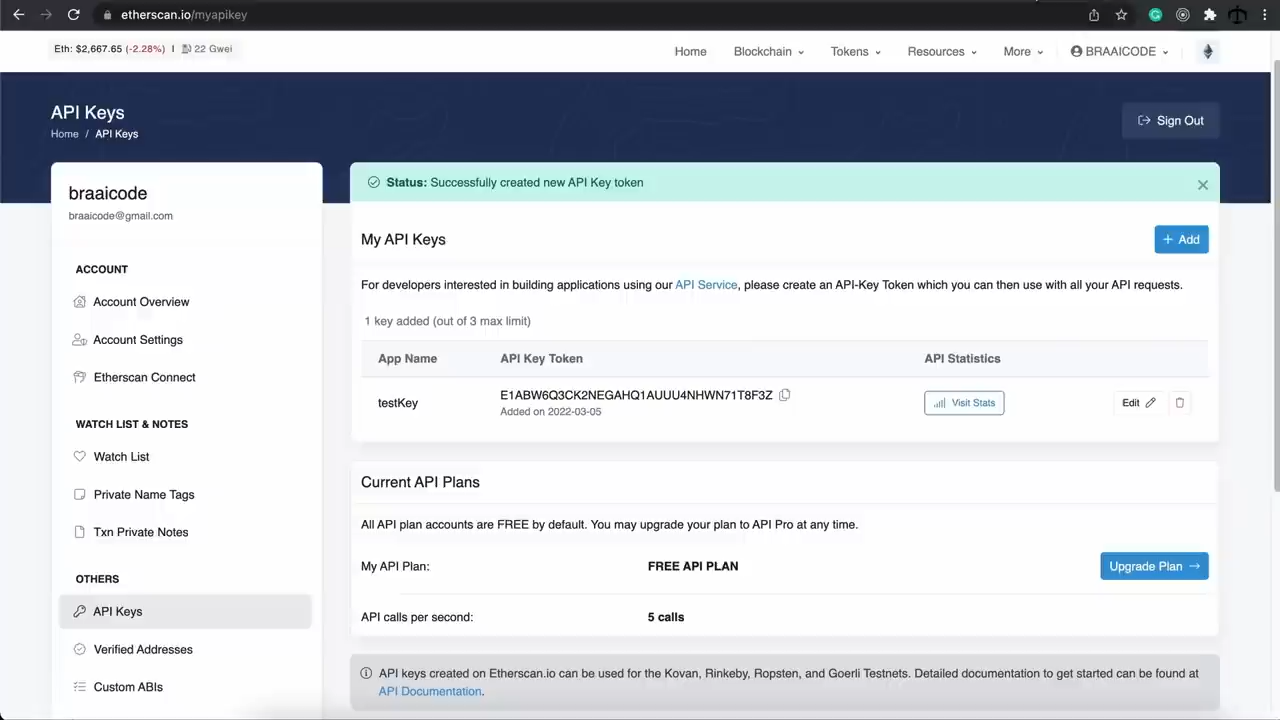 etherscan.io/myapikey
Eth: $2,667.65 (-2.28%) | 22 Gwei
Home Blockchain Tokens Resources More BRAAICODE
API Keys
Home / API Keys
Sign Out
braaicode
braaicode@gmail.com
ACCOUNT
Account Overview
Account Settings
Etherscan Connect
WATCH LIST & NOTES
Watch List
Private Name Tags
Txn Private Notes
OTHERS
API Keys
Verified Addresses
Custom ABIs
Status: Successfully created new API Key token
My API Keys
+ Add
For developers interested in building applications using our API Service, please create an API-Key Token which you can then use with all your API requests.
1 key added (out of 3 max limit)
App Name API Key Token API Statistics
testKey E1ABW6Q3CK2NEGAHQ1AUUU4NHWN71T8F3Z Visit Stats Edit
Added on 2022-03-05
Current API Plans
All API plan accounts are FREE by default. You may upgrade your plan to API Pro at any time.
My API Plan: FREE API PLAN Upgrade Plan →
API calls per second: 5 calls
API keys created on Etherscan.io can be used for the Kovan, Rinkeby, Ropsten, and Goerli Testnets. Detailed documentation to get started can be found at
API Documentation.